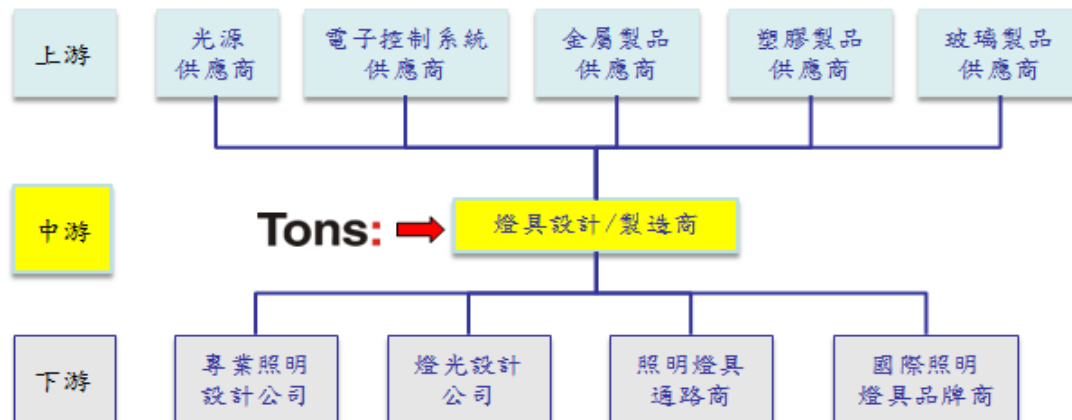 上游
光源
供應商
電子控制系統
供應商
金屬製品
供應商
塑膠製品
供應商
玻璃製品
供應商
中游
Tons:
燈具設計/製造商
下游
專業照明
設計公司
燈光設計
公司
照明燈具
通路商
國際照明
燈具品牌商